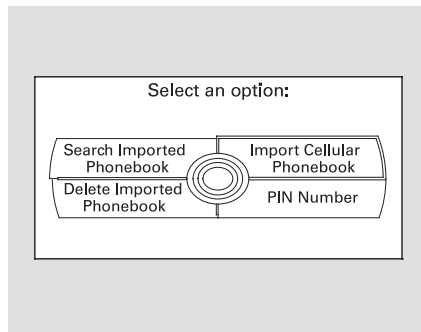 Select an option:
Search Imported
Phonebook
Import Cellular
Phonebook
Delete Imported
Phonebook
PIN Number